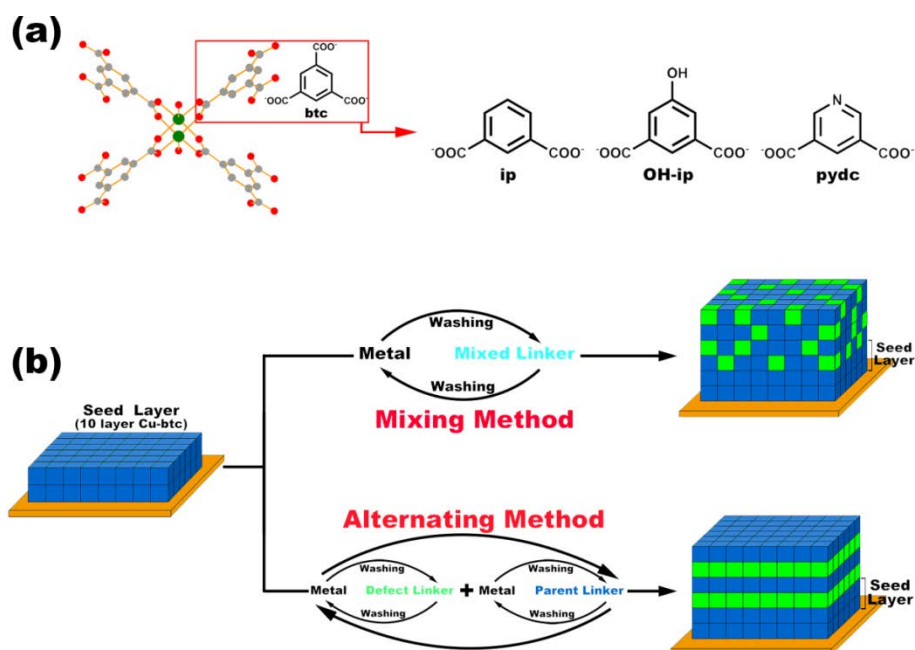 (a)
COO⁻
⁻OOC
COO⁻
btc
⁻OOC
COO⁻
ip
OH
⁻OOC
COO⁻
OH-ip
N
⁻OOC
COO⁻
pydc
(b)
Seed Layer
(10 layer Cu-btc)
Washing
Metal
Mixed Linker
Washing
Mixing Method
Seed
Layer
Alternating Method
Washing
Washing
Metal
Defect Linker
+
Metal
Parent Linker
Washing
Washing
Seed
Layer